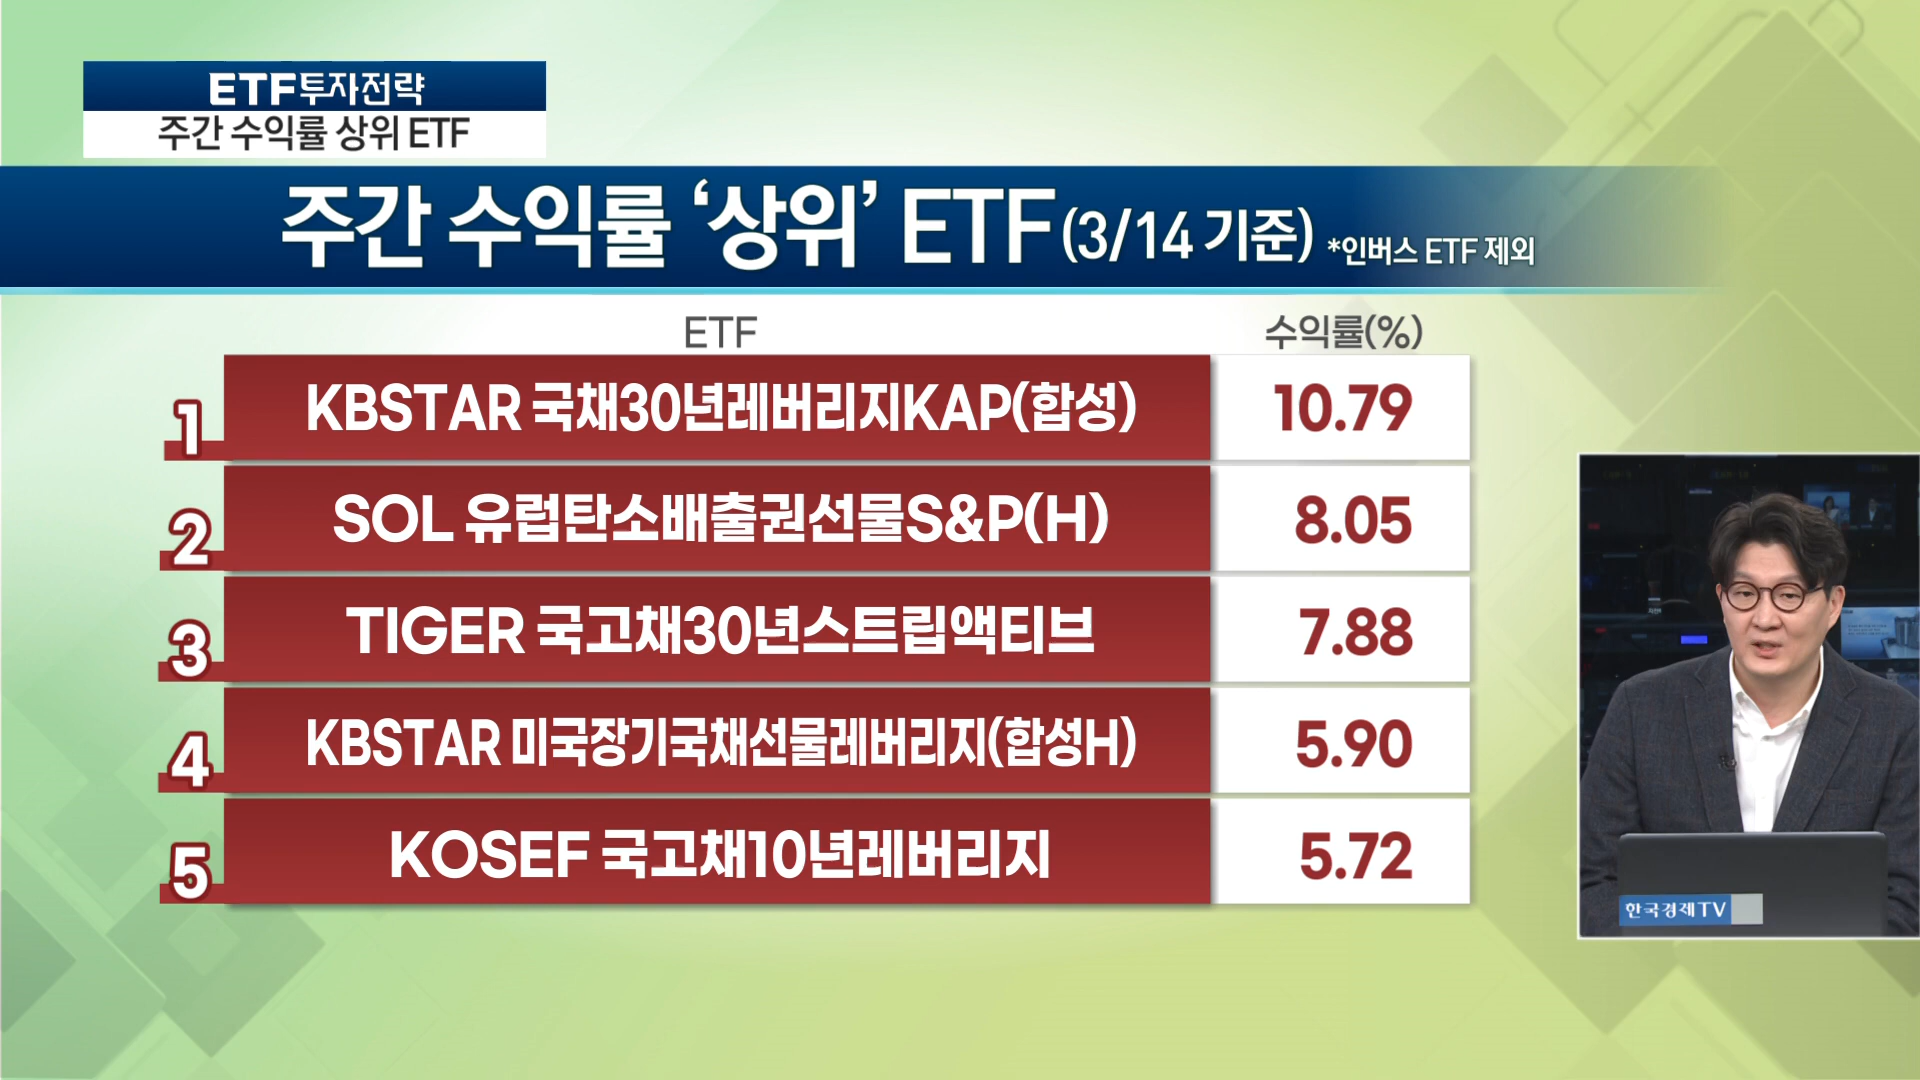 ETF투자전략
주간 수익률 상위 ETF
주간 수익률 ‘상위’ ETF(3/14 기준) *인버스 ETF 제외
ETF 수익률(%)
1 KBSTAR 국채30년레버리지KAP(합성) 10.79
2 SOL 유럽탄소배출권선물S&P(H) 8.05
3 TIGER 국고채30년스트립액티브 7.88
4 KBSTAR 미국장기국채선물레버리지(합성H) 5.90
5 KOSEF 국고채10년레버리지 5.72
한국경제TV